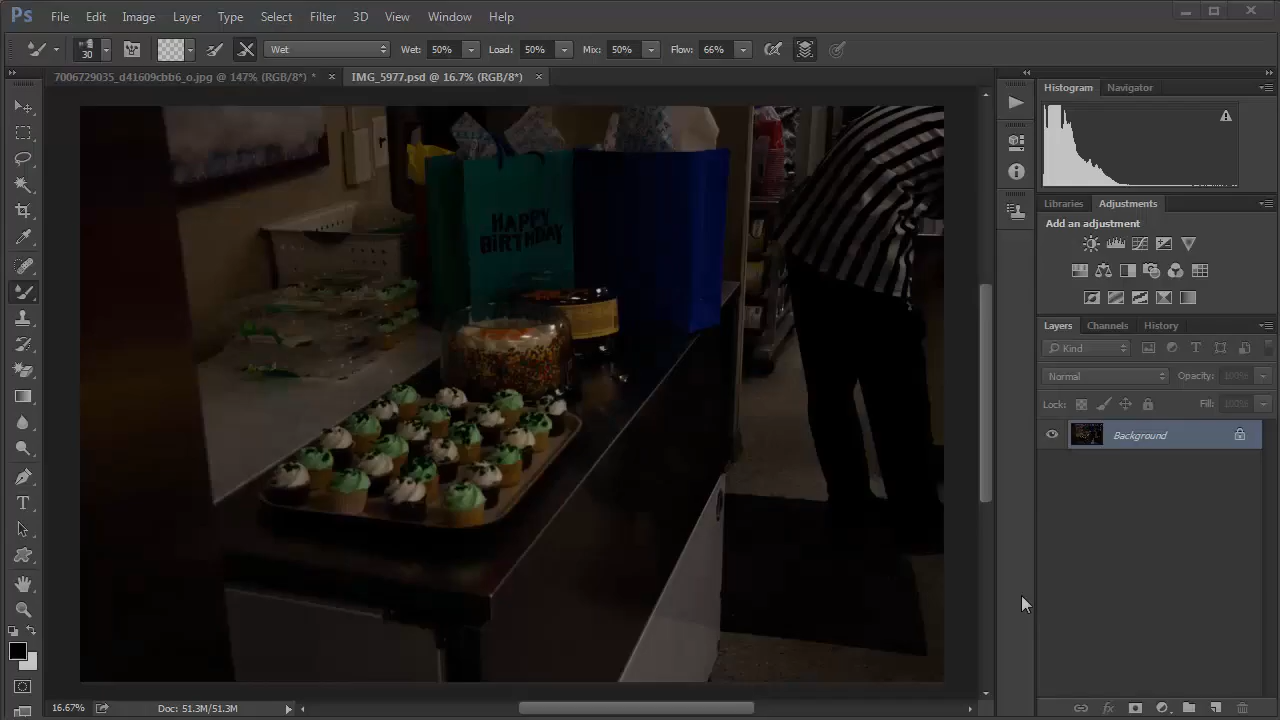 Ps File Edit Image Layer Type Select Filter 3D View Window Help
30 Wet Wet: 50% Load: 50% Mix: 50% Flow: 66%
7006729035_d41609cbb6_o.jpg @ 147% (RGB/8*) * × IMG_5977.psd @ 16.7% (RGB/8*) ×
Histogram Navigator
Libraries Adjustments
Add an adjustment
HAPPY
BIRTHDAY
Layers Channels History
Kind
Normal Opacity: 100%
Lock: Fill: 100%
Background
16.67% Doc: 51.3M/51.3M